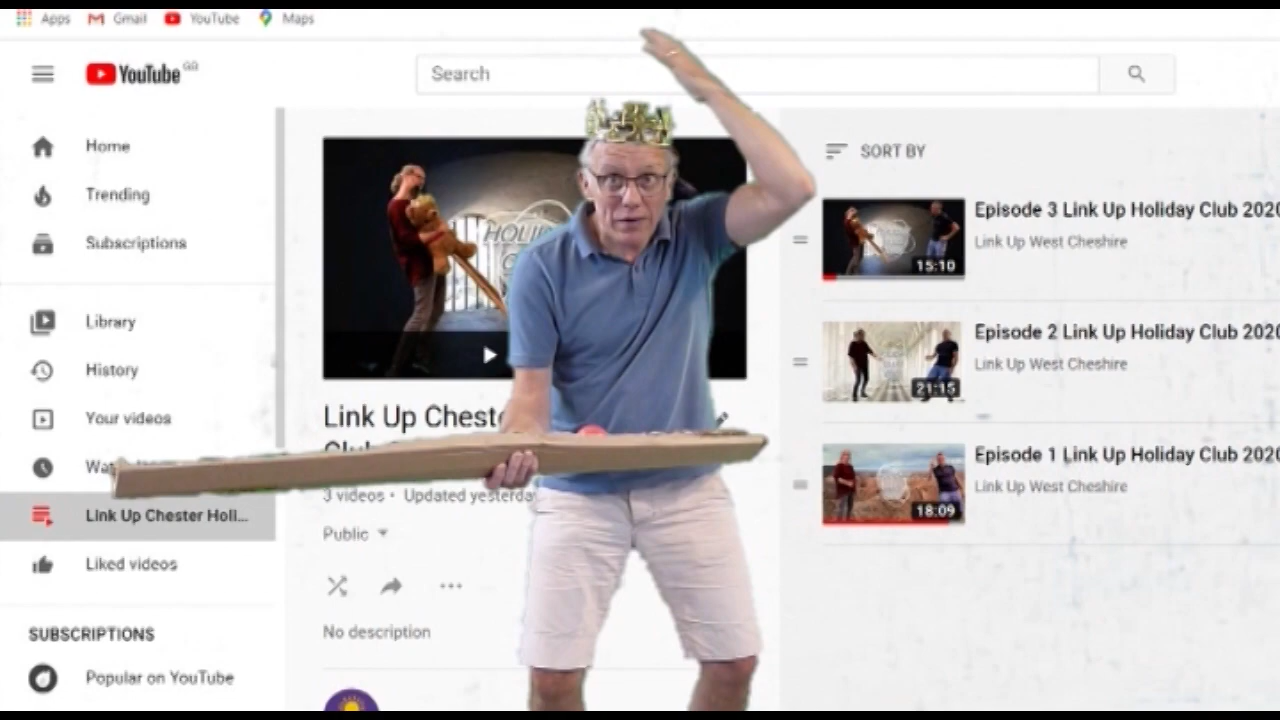 Apps Gmail YouTube Maps
YouTube GB
Search
Home
Trending
Subscriptions
Library
History
Your videos
Link Up Chester Holi...
Liked videos
SUBSCRIPTIONS
Popular on YouTube
HOLID
Link Up Cheste
3 videos • Updated yesterda
Public
No description
SORT BY
Episode 3 Link Up Holiday Club 2020
Link Up West Cheshire
15:10
Episode 2 Link Up Holiday Club 2020
Link Up West Cheshire
21:15
Episode 1 Link Up Holiday Club 2020
Link Up West Cheshire
18:09